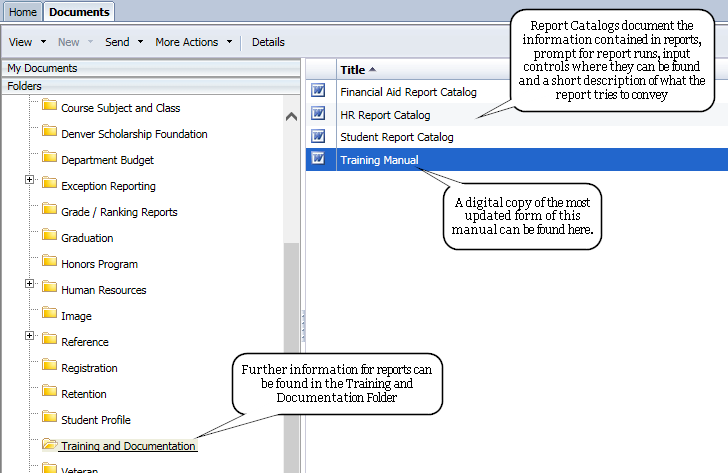 Home Documents
View New Send More Actions Details
My Documents
Folders
Course Subject and Class
Denver Scholarship Foundation
Department Budget
Exception Reporting
Grade / Ranking Reports
Graduation
Honors Program
Human Resources
Image
Reference
Registration
Retention
Student Profile
Training and Documentation
Veteran
Title
Financial Aid Report Catalog
HR Report Catalog
Student Report Catalog
Training Manual
Report Catalogs document the
information contained in reports,
prompt for report runs, input
controls where they can be found
and a short description of what the
report tries to convey
A digital copy of the most
updated form of this
manual can be found here.
Further information for reports can
be found in the Training and
Documentation Folder